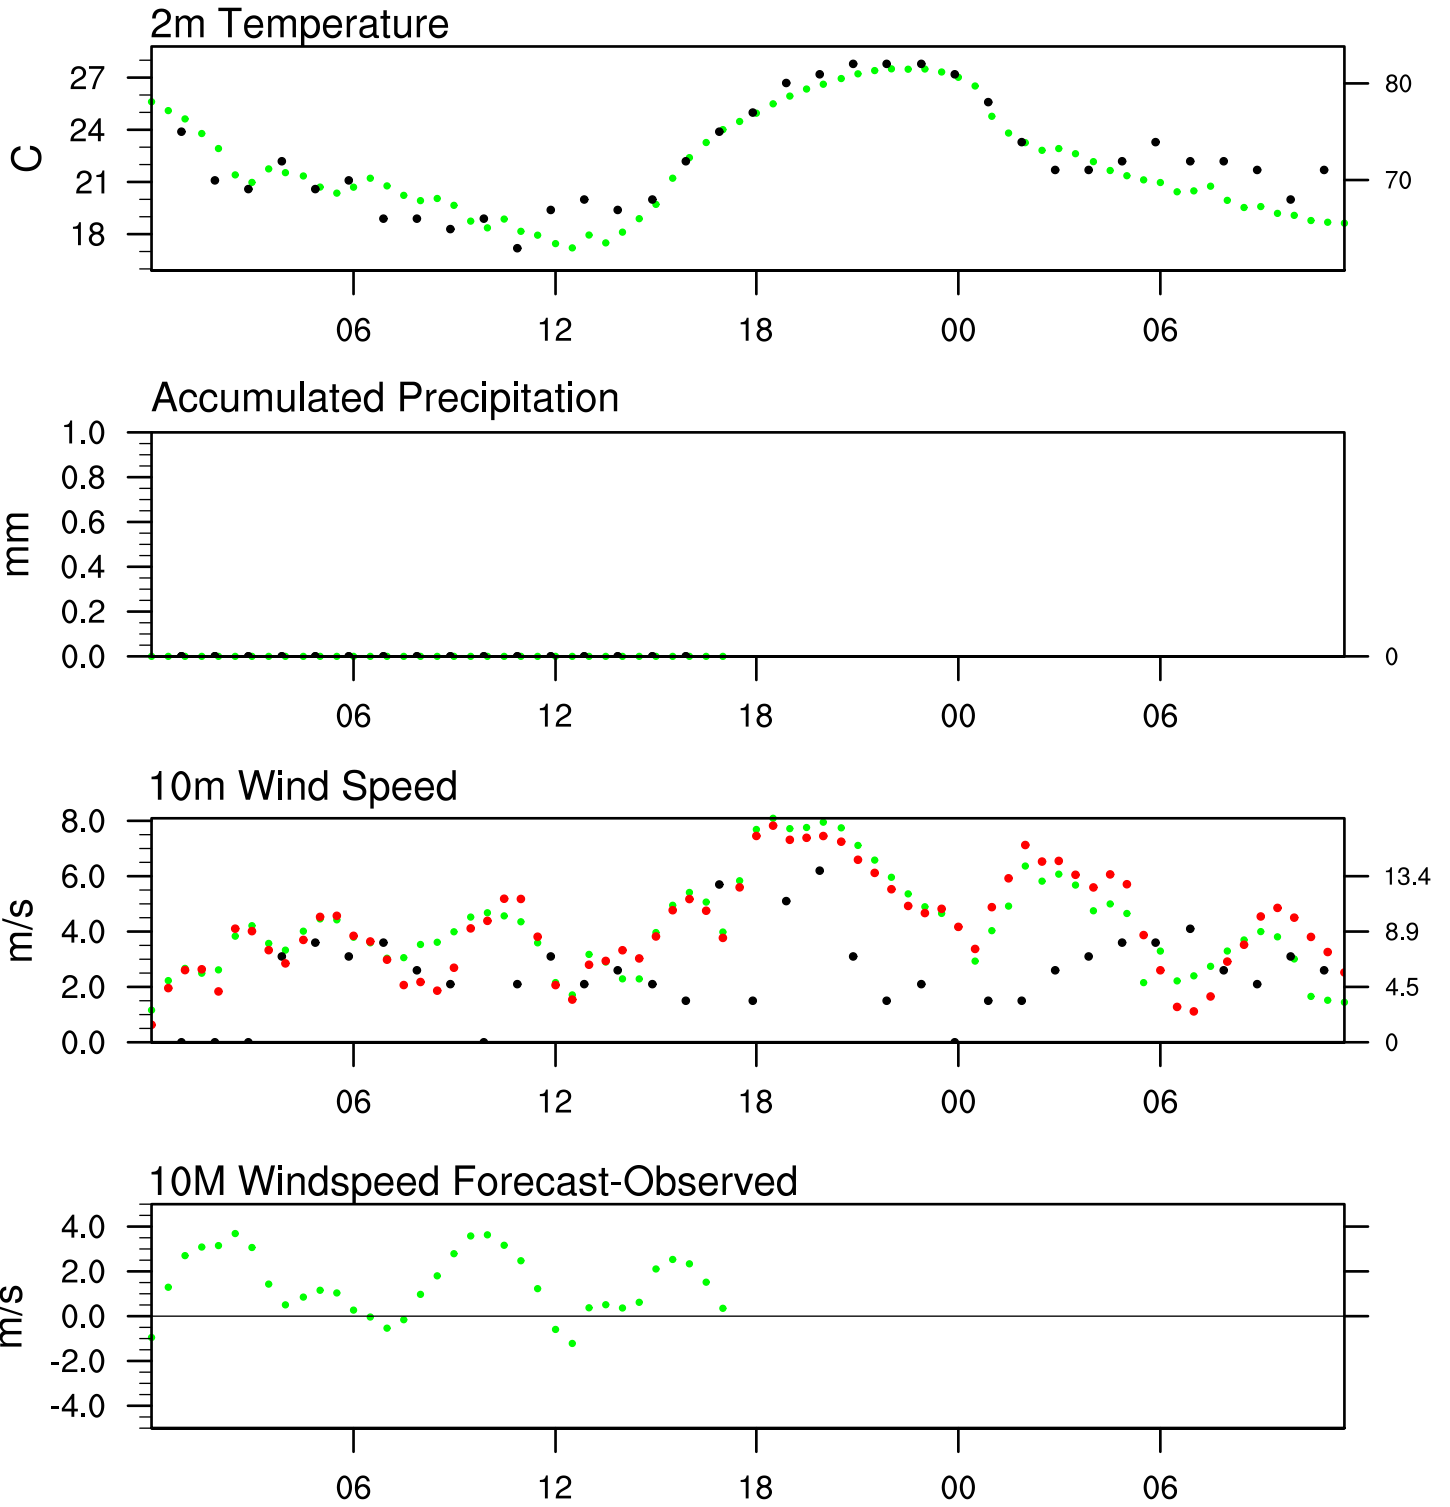 2m Temperature
27
80
24
C
21
70
18
06 12 18 00 06
Accumulated Precipitation
1.0
0.8
0.6
mm
0.4
0.2
0.0
0
06 12 18 00 06
10m Wind Speed
8.0
6.0
13.4
m/s
4.0
8.9
2.0
4.5
0.0
0
06 12 18 00 06
10M Windspeed Forecast-Observed
4.0
2.0
m/s
0.0
-2.0
-4.0
06 12 18 00 06